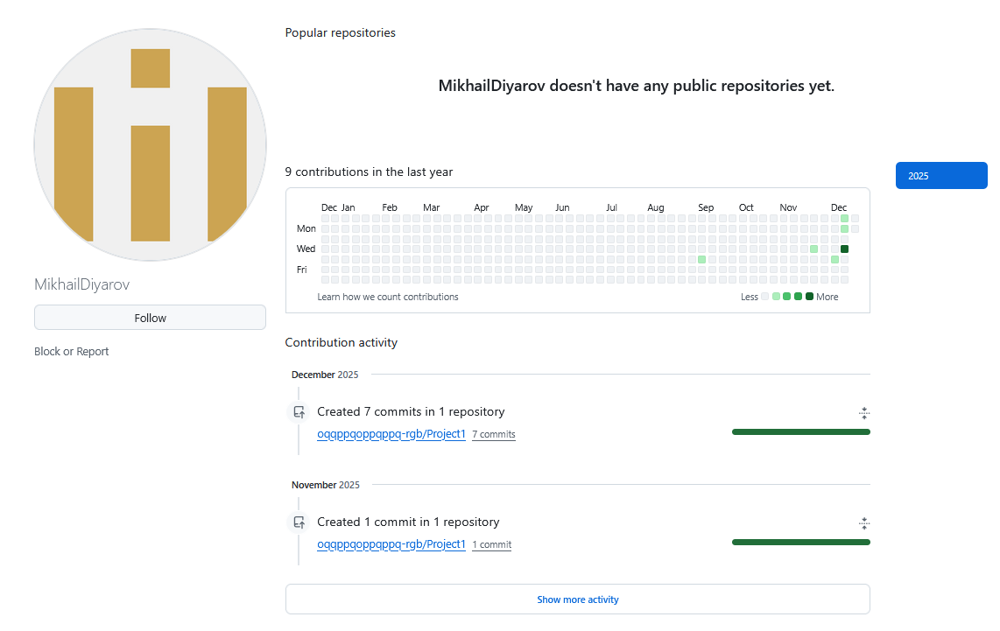 Popular repositories
MikhailDiyarov doesn't have any public repositories yet.
9 contributions in the last year
2025
Dec Jan Feb Mar Apr May Jun Jul Aug Sep Oct Nov Dec
Mon
Wed
Fri
Learn how we count contributions
Less More
MikhailDiyarov
Follow
Block or Report
Contribution activity
December 2025
Created 7 commits in 1 repository
oqqppqoppqppq-rgb/Project1 7 commits
November 2025
Created 1 commit in 1 repository
oqqppqoppqppq-rgb/Project1 1 commit
Show more activity